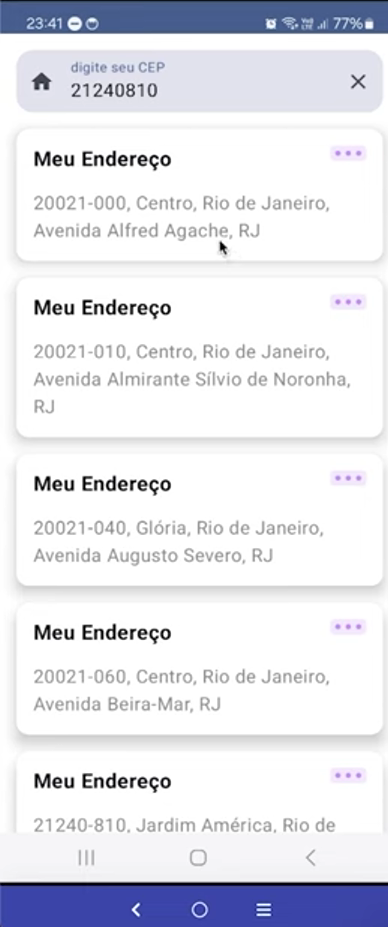 23:41
77%
digite seu CEP
21240810
Meu Endereço
20021-000, Centro, Rio de Janeiro,
Avenida Alfred Agache, RJ
Meu Endereço
20021-010, Centro, Rio de Janeiro,
Avenida Almirante Sílvio de Noronha,
RJ
Meu Endereço
20021-040, Glória, Rio de Janeiro,
Avenida Augusto Severo, RJ
Meu Endereço
20021-060, Centro, Rio de Janeiro,
Avenida Beira-Mar, RJ
Meu Endereço
21240-810, Jardim América, Rio de